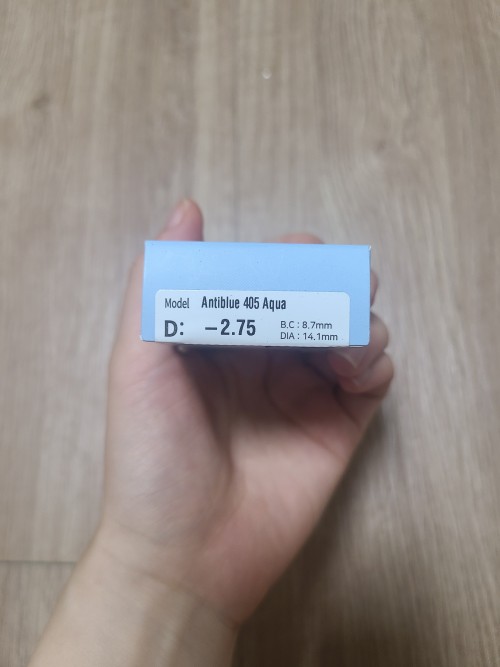 Model Antiblue 405 Aqua
D: -2.75
B.C : 8.7mm
DIA : 14.1mm